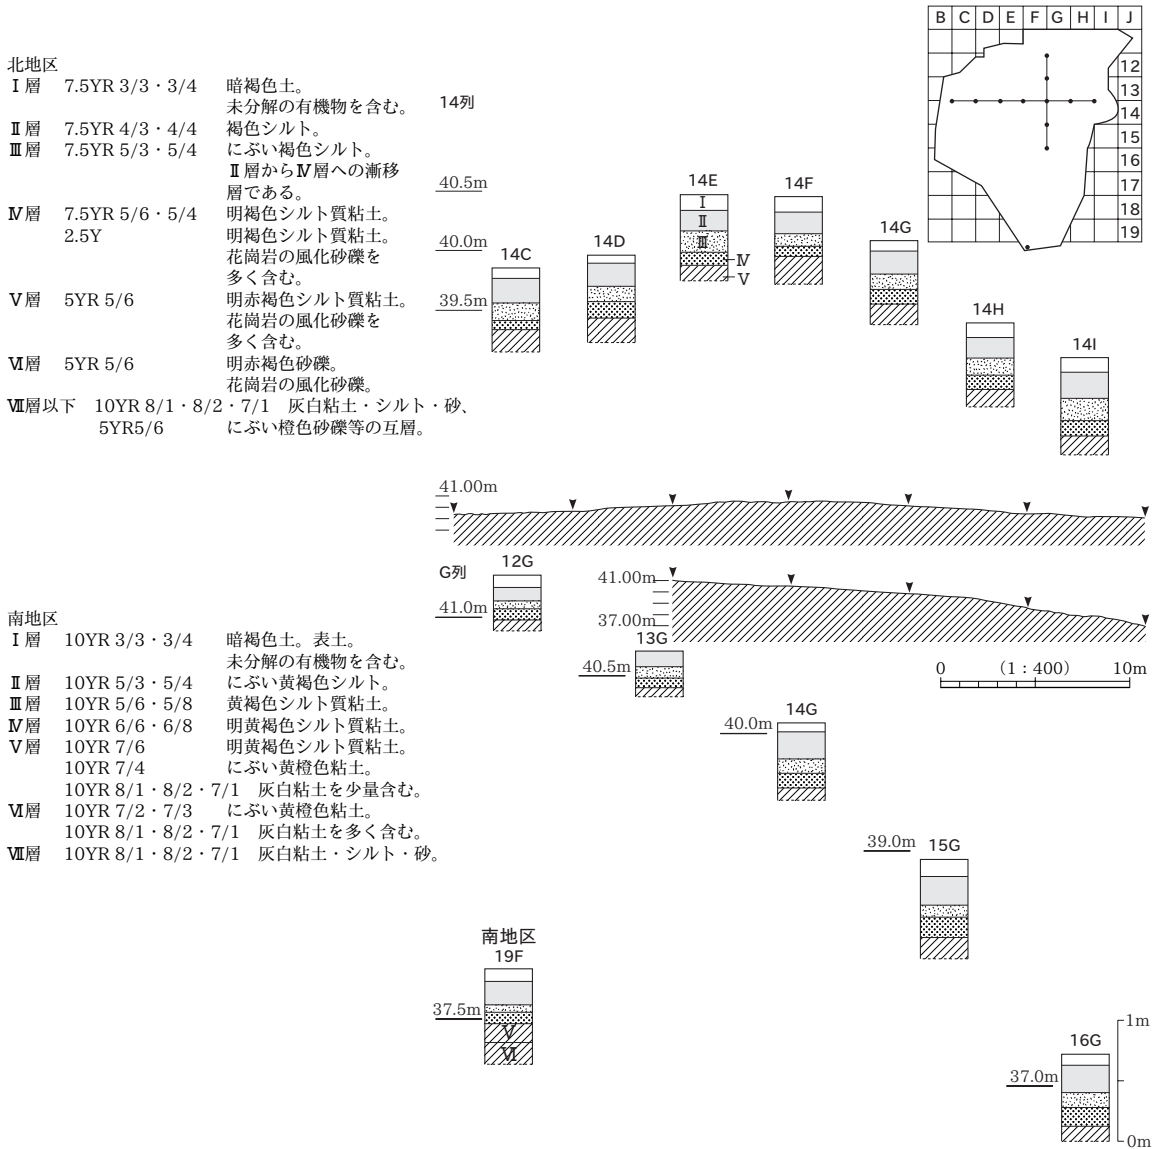 北地区
Ⅰ層 7.5YR 3/3・3/4 暗褐色土。
未分解の有機物を含む。
Ⅱ層 7.5YR 4/3・4/4 褐色シルト。
Ⅲ層 7.5YR 5/3・5/4 にぶい褐色シルト。
Ⅱ層からⅣ層への漸移
層である。
Ⅳ層 7.5YR 5/6・5/4 明褐色シルト質粘土。
2.5Y 明褐色シルト質粘土。
花崗岩の風化砂礫を
多く含む。
Ⅴ層 5YR 5/6 明赤褐色シルト質粘土。
花崗岩の風化砂礫を
多く含む。
Ⅵ層 5YR 5/6 明赤褐色砂礫。
花崗岩の風化砂礫。
Ⅶ層以下 10YR 8/1・8/2・7/1 灰白粘土・シルト・砂、
5YR5/6 にぶい橙色砂礫等の互層。
南地区
Ⅰ層 10YR 3/3・3/4 暗褐色土。表土。
未分解の有機物を含む。
Ⅱ層 10YR 5/3・5/4 にぶい黄褐色シルト。
Ⅲ層 10YR 5/6・5/8 黄褐色シルト質粘土。
Ⅳ層 10YR 6/6・6/8 明黄褐色シルト質粘土。
Ⅴ層 10YR 7/6 明黄褐色シルト質粘土。
10YR 7/4 にぶい黄橙色粘土。
10YR 8/1・8/2・7/1 灰白粘土を少量含む。
Ⅵ層 10YR 7/2・7/3 にぶい黄橙色粘土。
10YR 8/1・8/2・7/1 灰白粘土を多く含む。
Ⅶ層 10YR 8/1・8/2・7/1 灰白粘土・シルト・砂。
B C D E F G H I J
12
13
14
15
16
17
18
19
14列
40.5m
40.0m
39.5m
14C
14D
14E
Ⅰ
Ⅱ
Ⅲ
Ⅳ
Ⅴ
14F
14G
14H
14I
41.00m
G列
12G
41.0m
41.00m
37.00m
13G
40.5m
0 (1：400) 10m
14G
40.0m
39.0m
15G
南地区
19F
37.5m
Ⅴ
Ⅵ
16G
37.0m
1m
0m